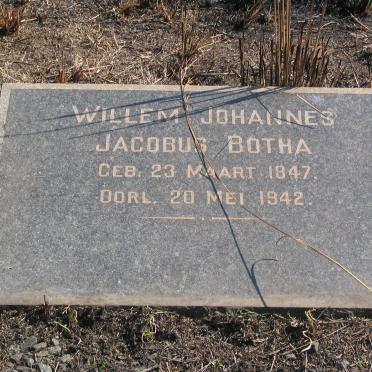 WILLEM JOHANNES
JACOBUS BOTHA
GEB. 23 MAART 1847.
OORL. 20 MEI 1942.